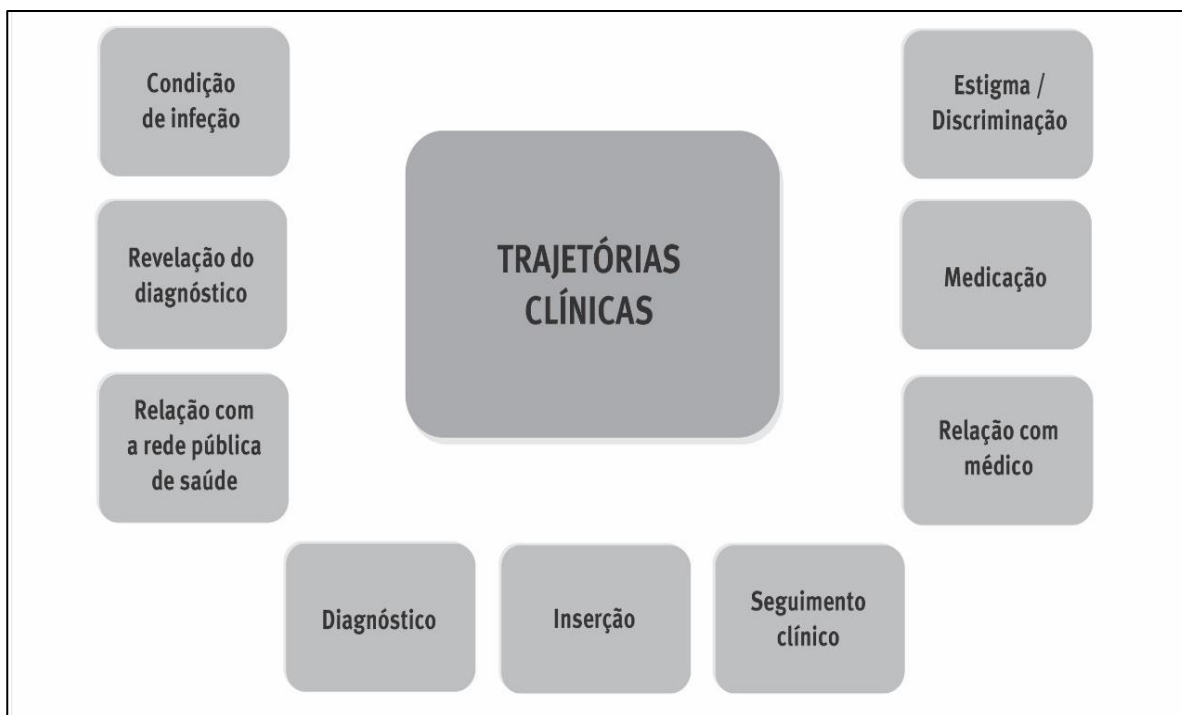 Condição
de infeção
Revelação do
diagnóstico
Relação com
a rede pública
de saúde
TRAJETÓRIAS
CLÍNICAS
Estigma /
Discriminação
Medicação
Relação com
médico
Diagnóstico
Inserção
Seguimento
clínico